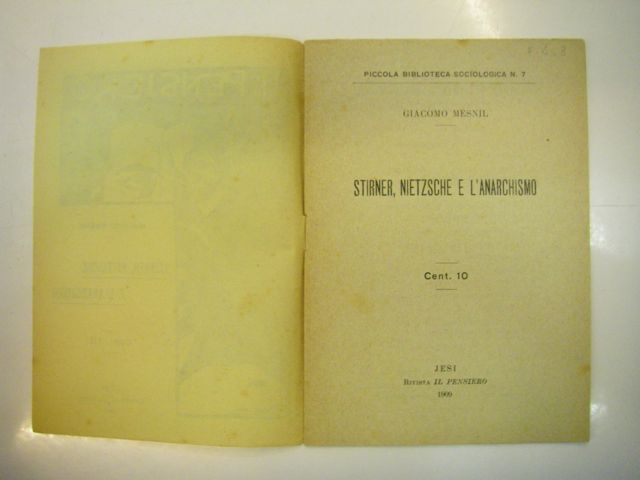 PICCOLA BIBLIOTECA SOCIOLOGICA N. 7
GIACOMO MESNIL
STIRNER, NIETZSCHE E L'ANARCHISMO
Cent. 10
JESI
RIVISTA IL PENSIERO
1909